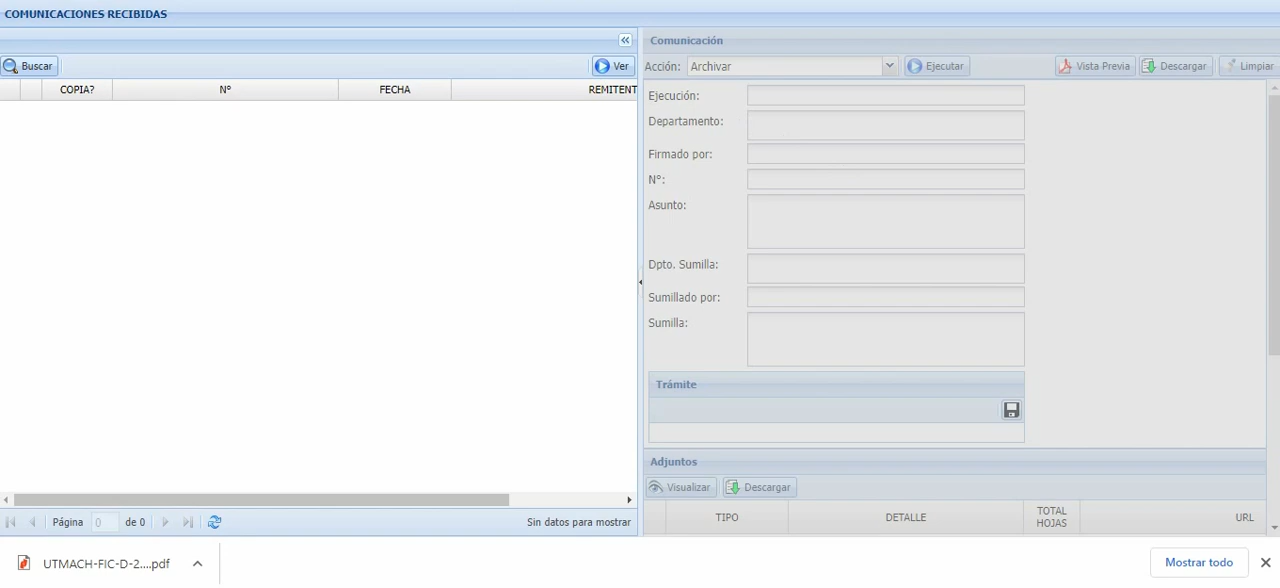 COMUNICACIONES RECIBIDAS
Buscar
Ver
COPIA? N° FECHA REMITENT
Página 0 de 0
Sin datos para mostrar
Comunicación
Acción: Archivar
Ejecutar
Vista Previa
Descargar
Limpiar
Ejecución:
Departamento:
Firmado por:
N°:
Asunto:
Dpto. Sumilla:
Sumillado por:
Sumilla:
Trámite
Adjuntos
Visualizar
Descargar
TIPO DETALLE TOTAL HOJAS URL
UTMACH-FIC-D-2....pdf
Mostrar todo